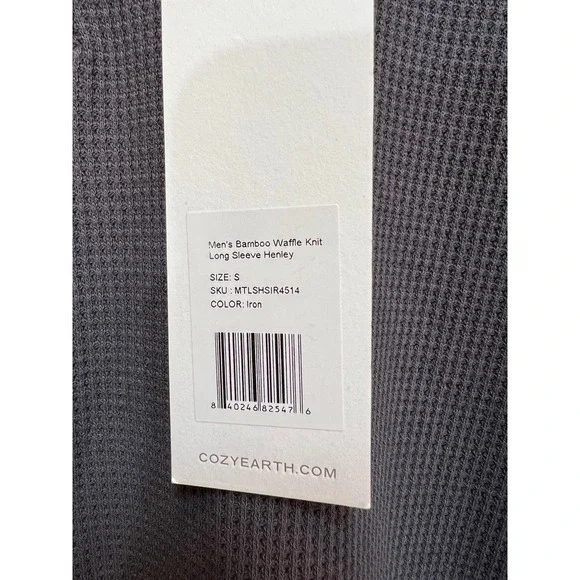 Men's Bamboo Waffle Knit
Long Sleeve Henley
SIZE: S
SKU : MTLSHSIR4514
COLOR: Iron
8 40246 82547 6
COZYEARTH.COM